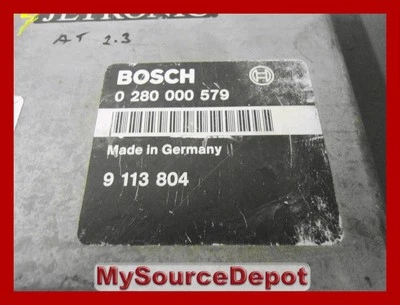 JETRONIC
AT 2.3
BOSCH
0 280 000 579
Made in Germany
9 113 804
MySourceDepot